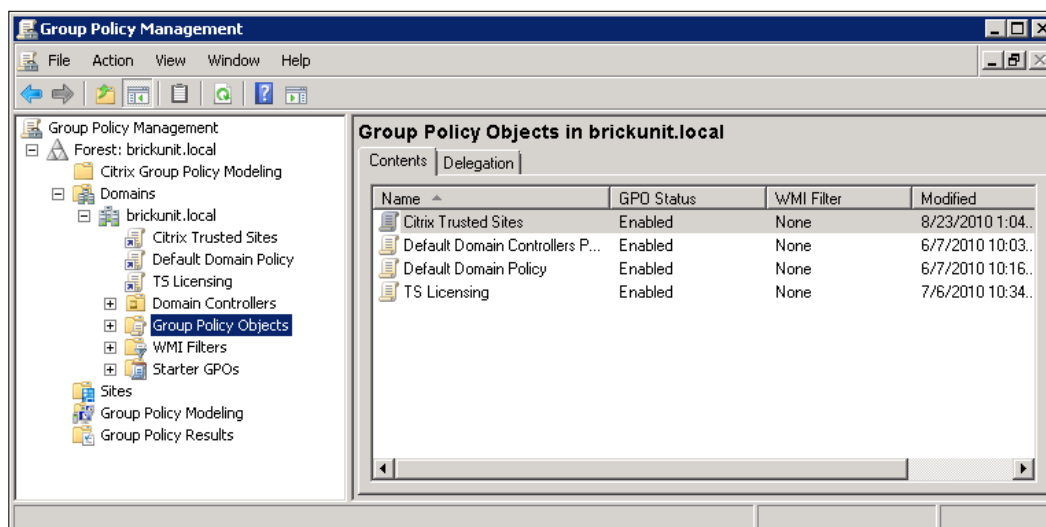 Group Policy Management
File Action View Window Help
Group Policy Management
Forest: brickunit.local
Citrix Group Policy Modeling
Domains
brickunit.local
Citrix Trusted Sites
Default Domain Policy
TS Licensing
Domain Controllers
Group Policy Objects
WMI Filters
Starter GPOs
Sites
Group Policy Modeling
Group Policy Results
Group Policy Objects in brickunit.local
Contents Delegation
Name GPO Status WMI Filter Modified
Citrix Trusted Sites Enabled None 8/23/2010 1:04..
Default Domain Controllers P... Enabled None 6/7/2010 10:03..
Default Domain Policy Enabled None 6/7/2010 10:16..
TS Licensing Enabled None 7/6/2010 10:34..